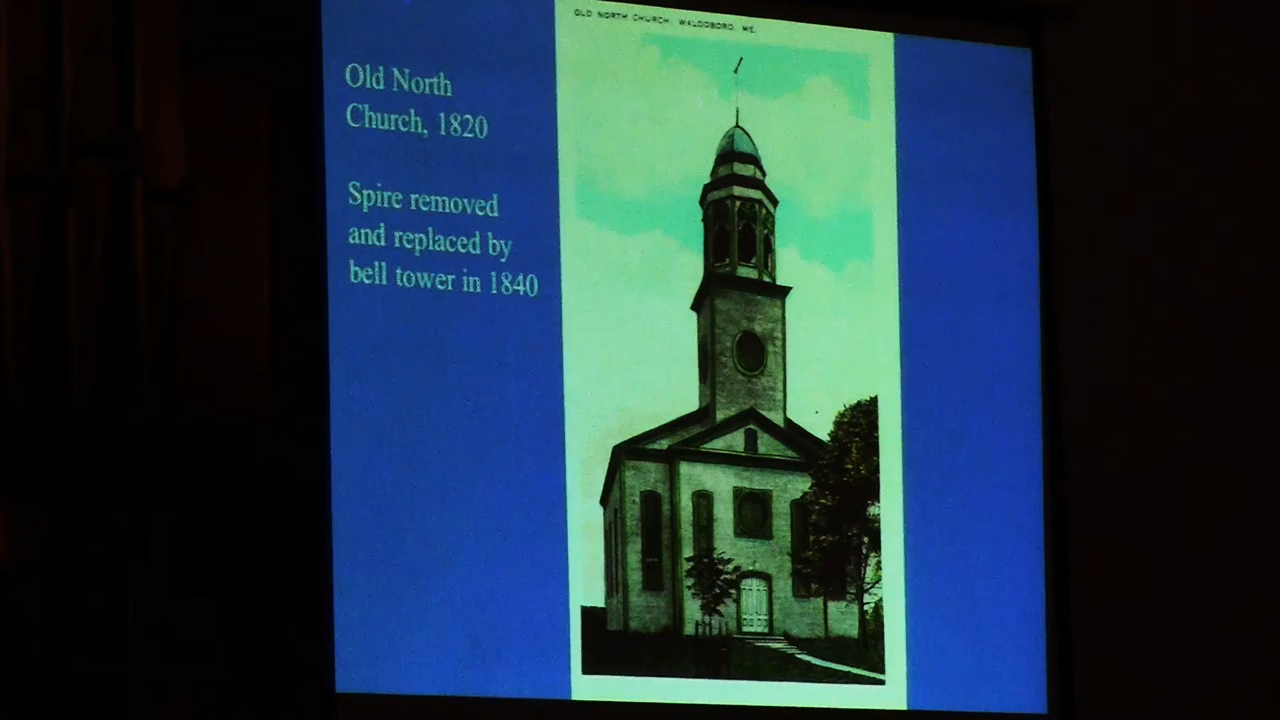 OLD NORTH CHURCH, WALDOBORO, ME.
Old North
Church, 1820
Spire removed
and replaced by
bell tower in 1840